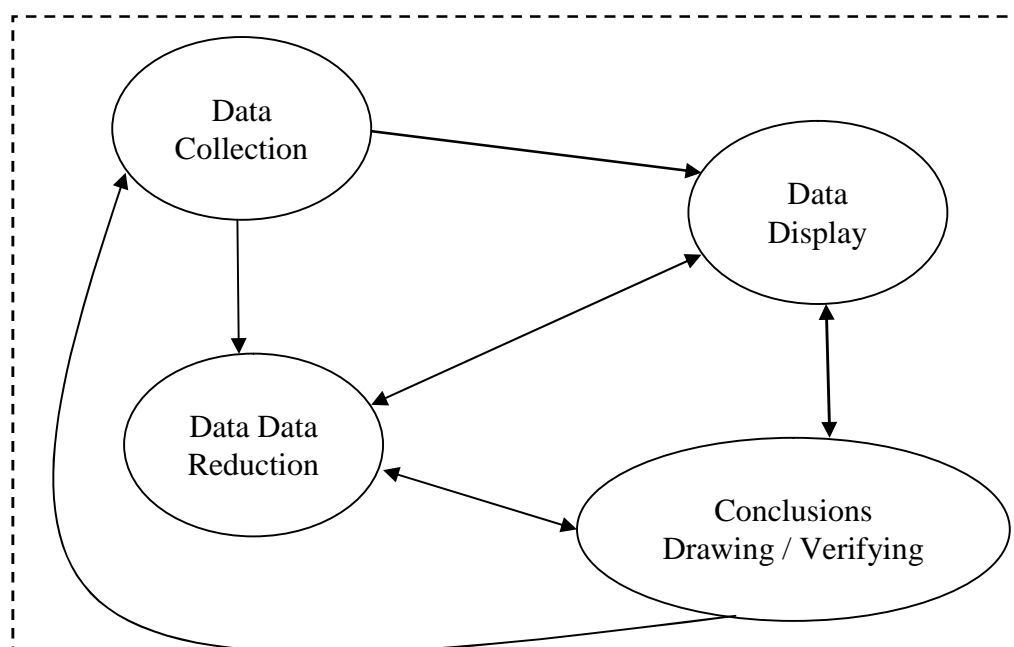 Data
Collection
Data
Display
Data Data
Reduction
Conclusions
Drawing / Verifying